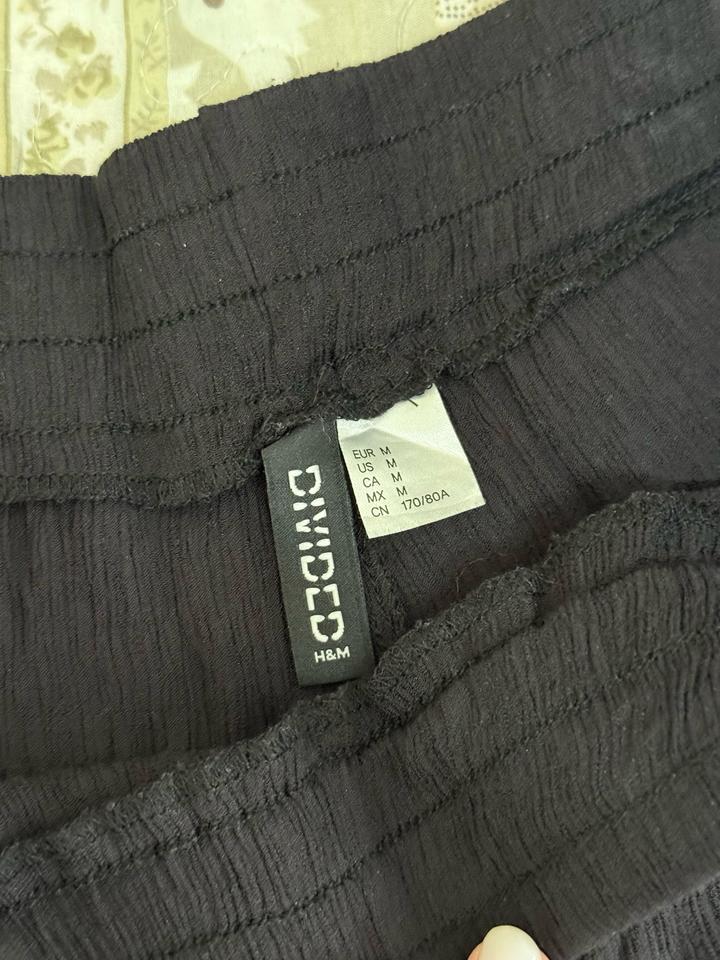 DIVIDED
H&M
EUR M
US M
CA M
MX M
CN 170/80A